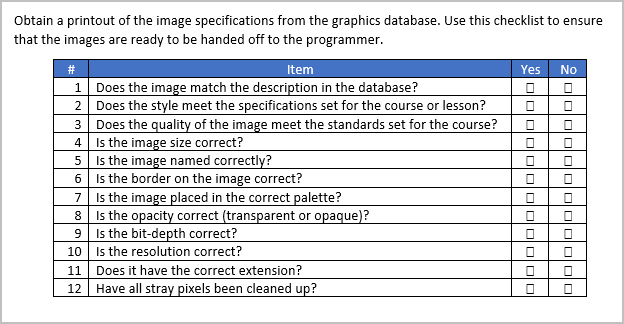 Obtain a printout of the image specifications from the graphics database. Use this checklist to ensure
that the images are ready to be handed off to the programmer.
# Item Yes No
1 Does the image match the description in the database? ☐ ☐
2 Does the style meet the specifications set for the course or lesson? ☐ ☐
3 Does the quality of the image meet the standards set for the course? ☐ ☐
4 Is the image size correct? ☐ ☐
5 Is the image named correctly? ☐ ☐
6 Is the border on the image correct? ☐ ☐
7 Is the image placed in the correct palette? ☐ ☐
8 Is the opacity correct (transparent or opaque)? ☐ ☐
9 Is the bit-depth correct? ☐ ☐
10 Is the resolution correct? ☐ ☐
11 Does it have the correct extension? ☐ ☐
12 Have all stray pixels been cleaned up? ☐ ☐